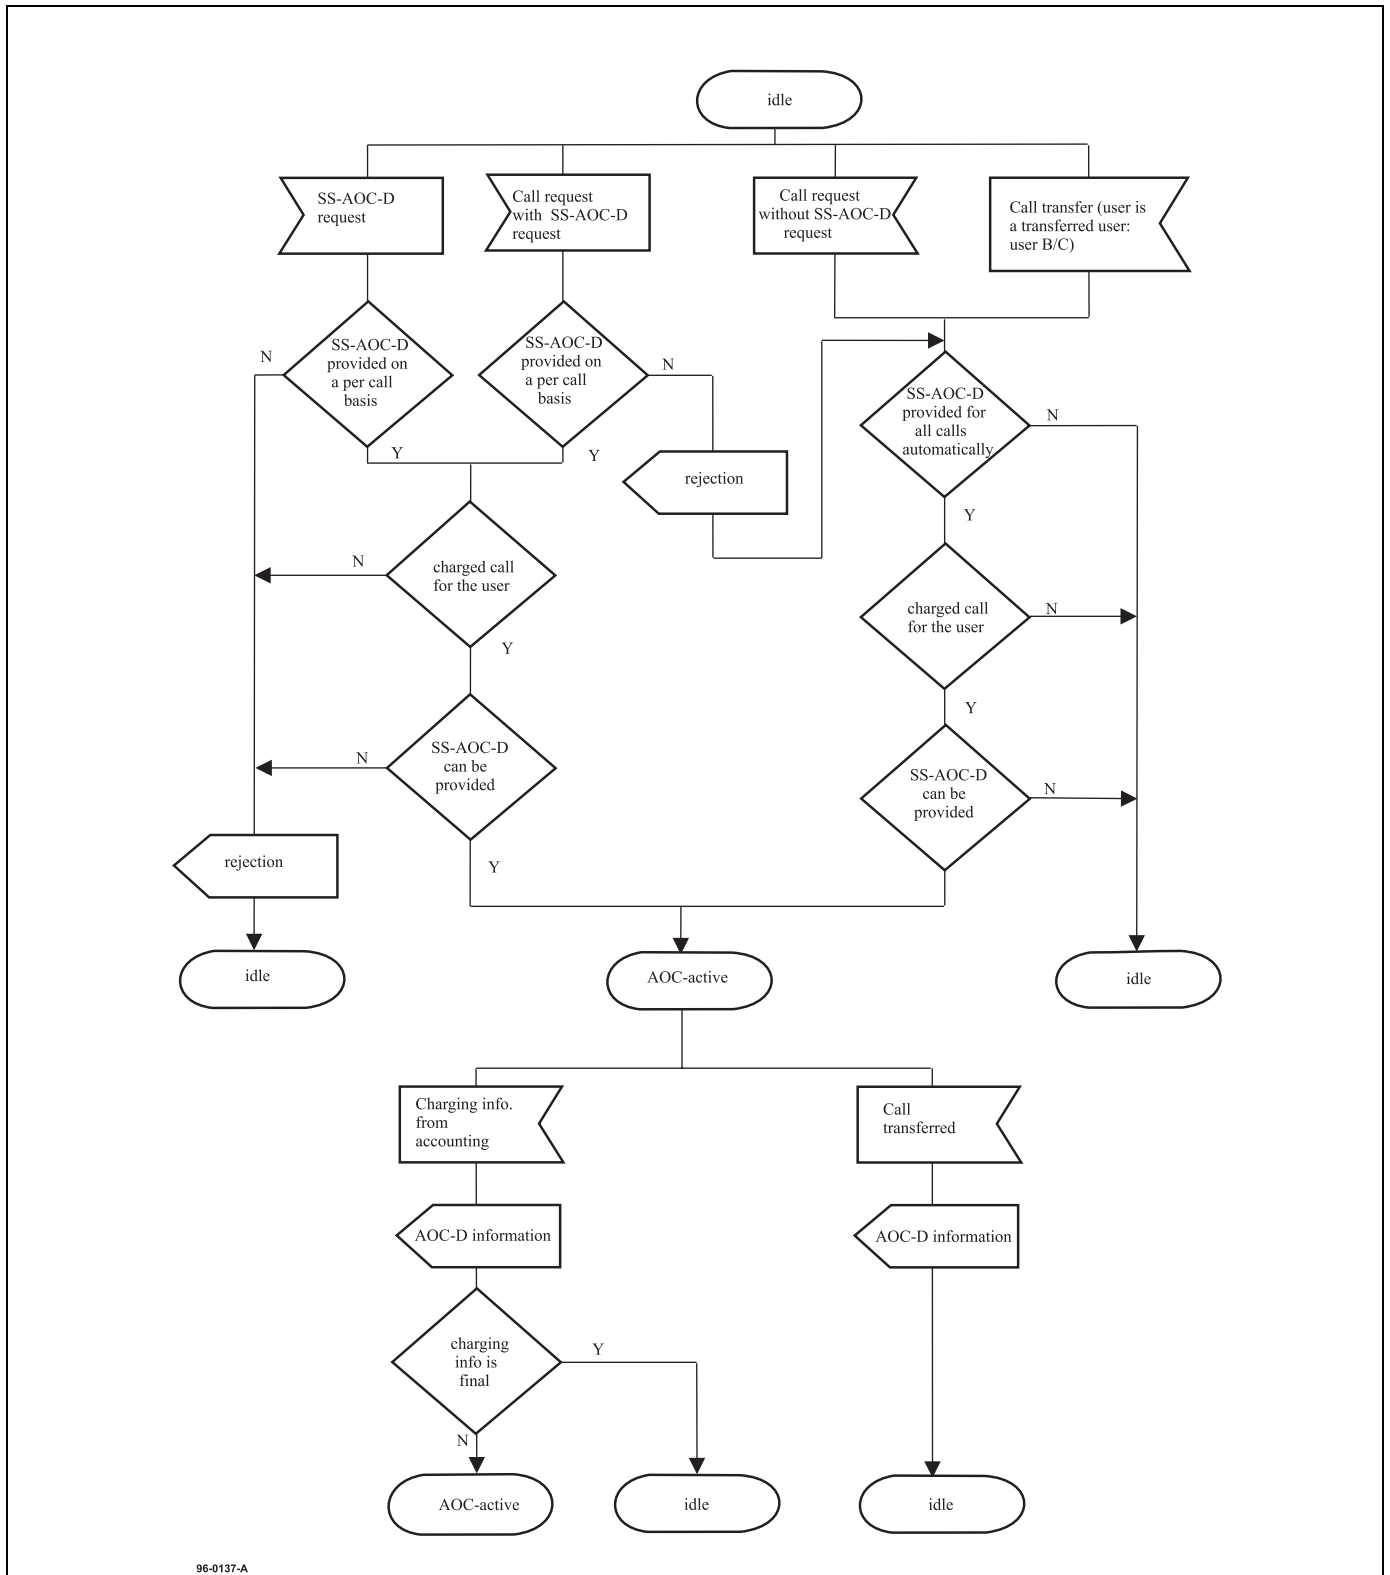 idle
SS-AOC-D
request
Call request
with SS-AOC-D
request
Call request
without SS-AOC-D
request
Call transfer (user is
a transferred user:
user B/C)
SS-AOC-D
provided on
a per call
basis
N
Y
SS-AOC-D
provided on
a per call
basis
N
Y
rejection
SS-AOC-D
provided for
all calls
automatically
N
Y
charged call
for the user
N
Y
charged call
for the user
N
Y
SS-AOC-D
can be
provided
N
Y
SS-AOC-D
can be
provided
N
rejection
idle
AOC-active
idle
Charging info.
from
accounting
Call
transferred
AOC-D information
AOC-D information
charging
info is
final
Y
N
AOC-active
idle
idle
96-0137-A